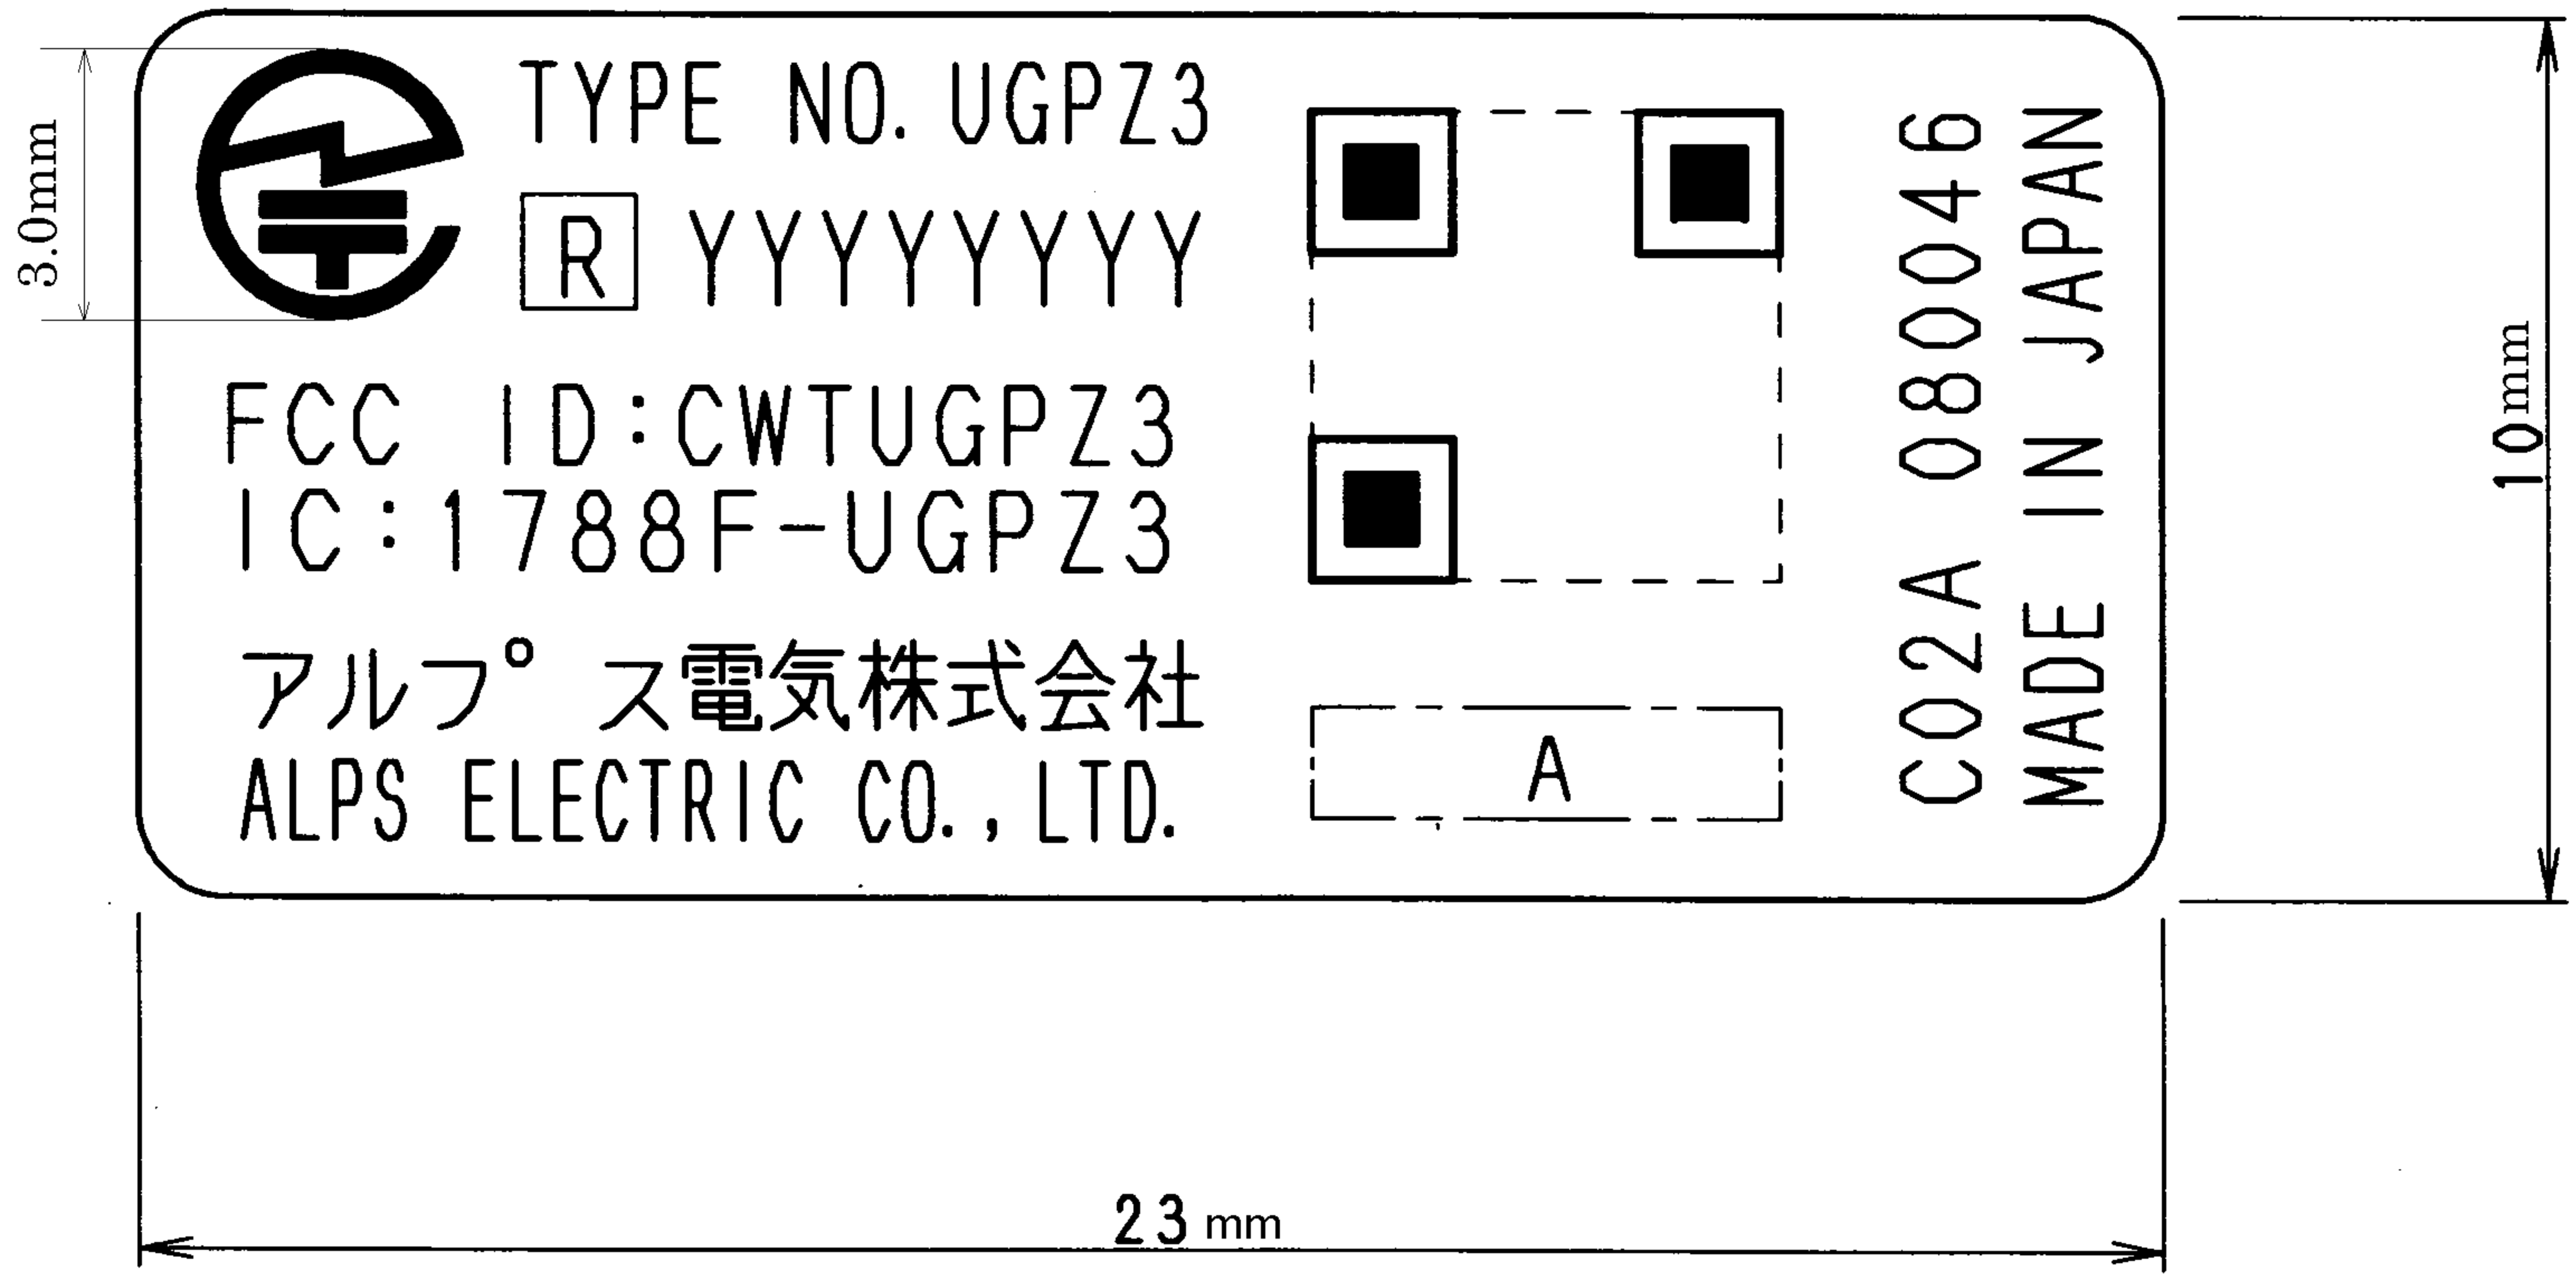 3.0mm
TYPE NO. UGPZ3
R YYYYYYYY
FCC ID:CWTUGPZ3
IC:1788F-UGPZ3
アルプス電気株式会社
ALPS ELECTRIC CO.,LTD.
A
C02A 080046
MADE IN JAPAN
10mm
23mm